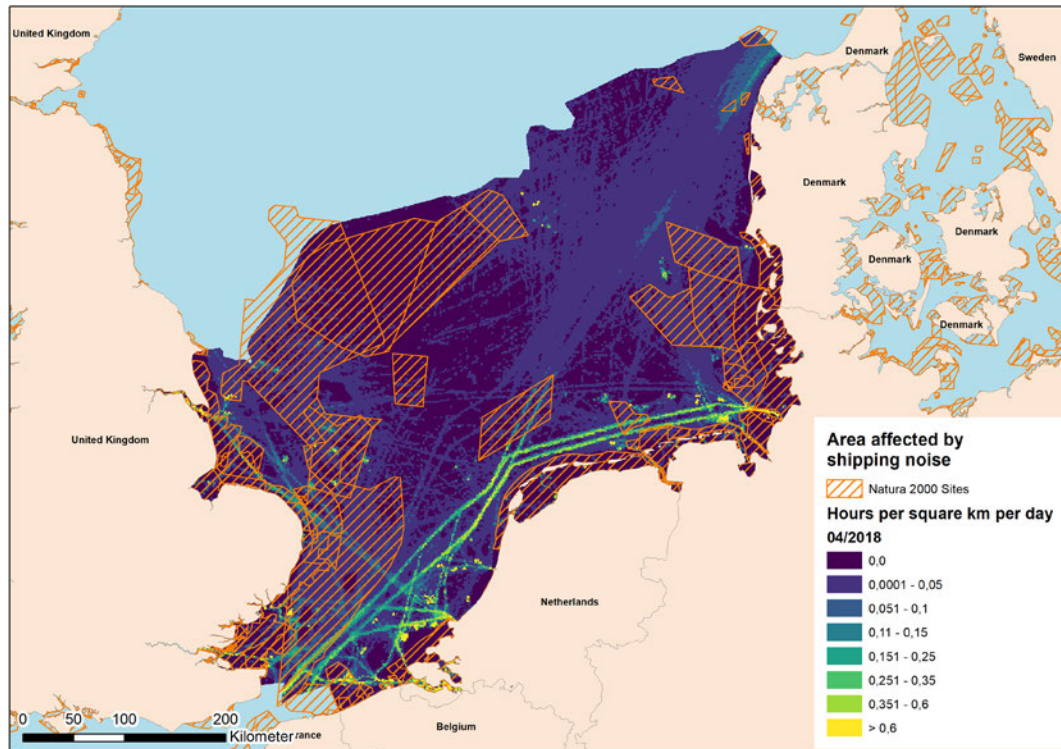 United Kingdom
Denmark
Sweden
Denmark
Denmark
Denmark
Denmark
United Kingdom
Netherlands
Belgium
rance
0 50 100 200
Kilometer
Area affected by
shipping noise
Natura 2000 Sites
Hours per square km per day
04/2018
0,0
0,0001 - 0,05
0,051 - 0,1
0,11 - 0,15
0,151 - 0,25
0,251 - 0,35
0,351 - 0,6
> 0,6